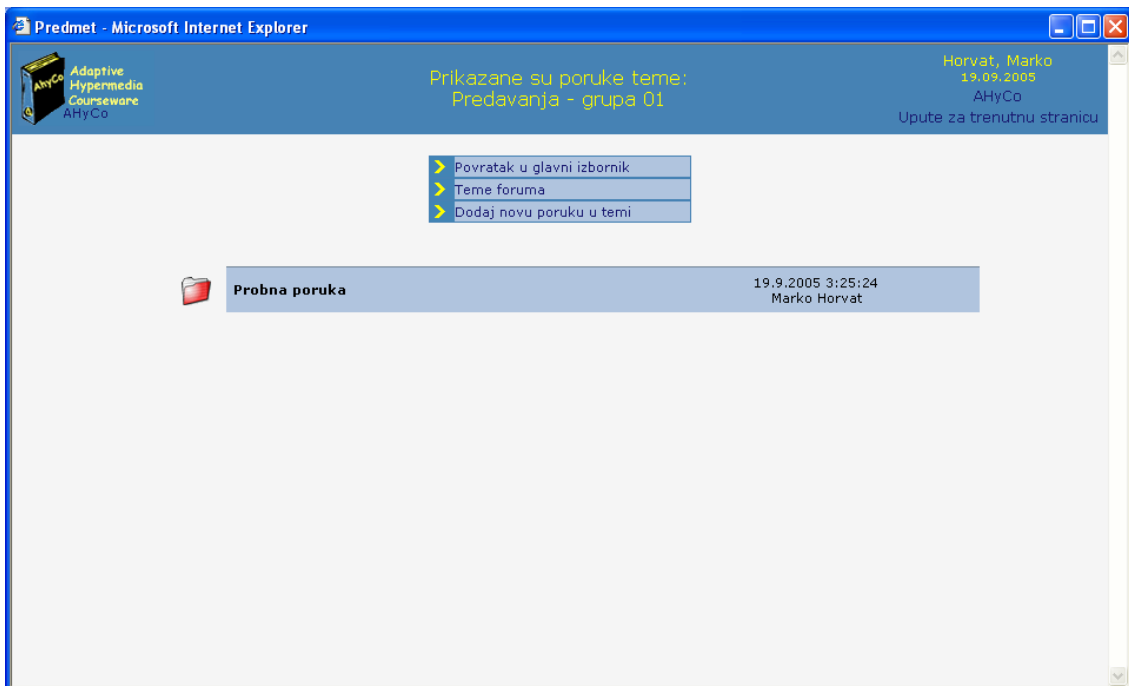 Predmet - Microsoft Internet Explorer
AhyCo
Adaptive
Hypermedia
Courseware
AHyCo
Prikazane su poruke teme:
Predavanja - grupa 01
Horvat, Marko
19.09.2005
AHyCo
Upute za trenutnu stranicu
Povratak u glavni izbornik
Teme foruma
Dodaj novu poruku u temi
Probna poruka
19.9.2005 3:25:24
Marko Horvat